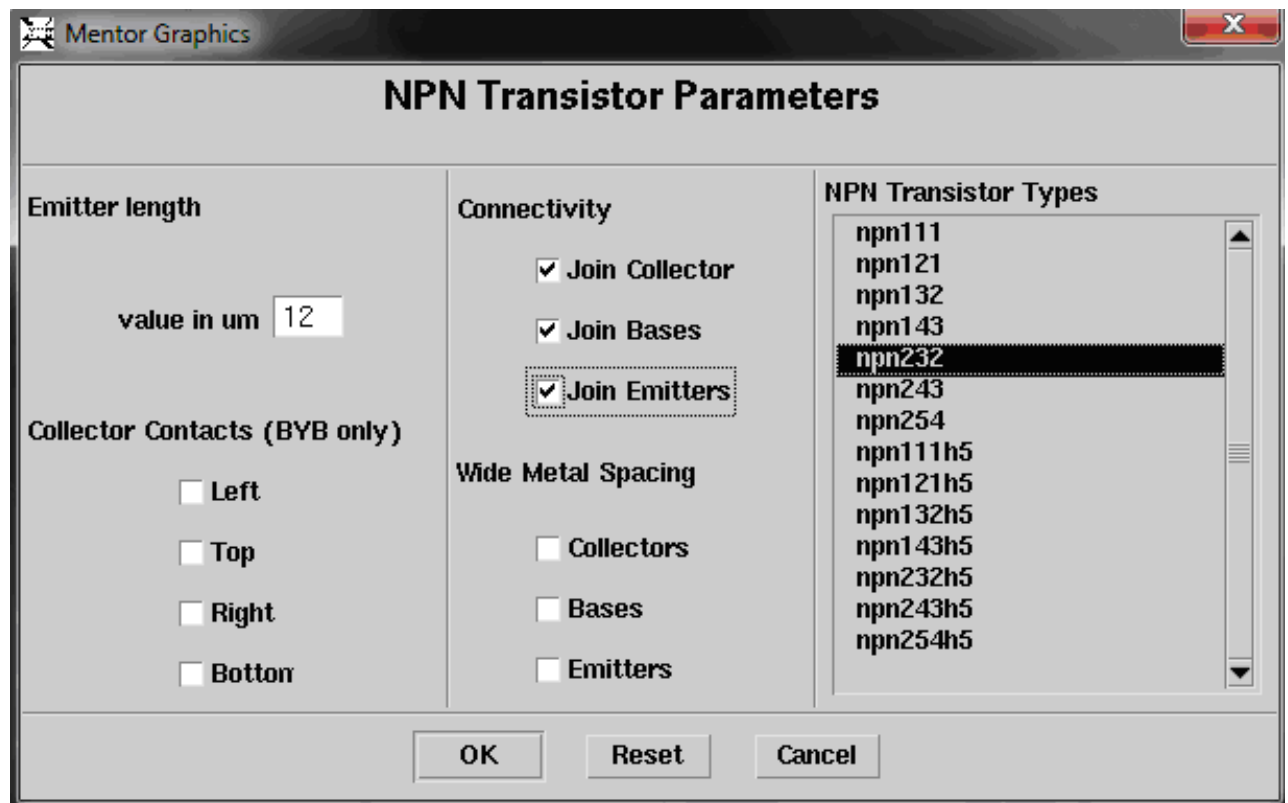 Mentor Graphics
NPN Transistor Parameters
Emitter length
value in um 12
Collector Contacts (BYB only)
Left
Top
Right
Bottom
Connectivity
Join Collector
Join Bases
Join Emitters
Wide Metal Spacing
Collectors
Bases
Emitters
NPN Transistor Types
npn111
npn121
npn132
npn143
npn232
npn243
npn254
npn111h5
npn121h5
npn132h5
npn143h5
npn232h5
npn243h5
npn254h5
OK Reset Cancel